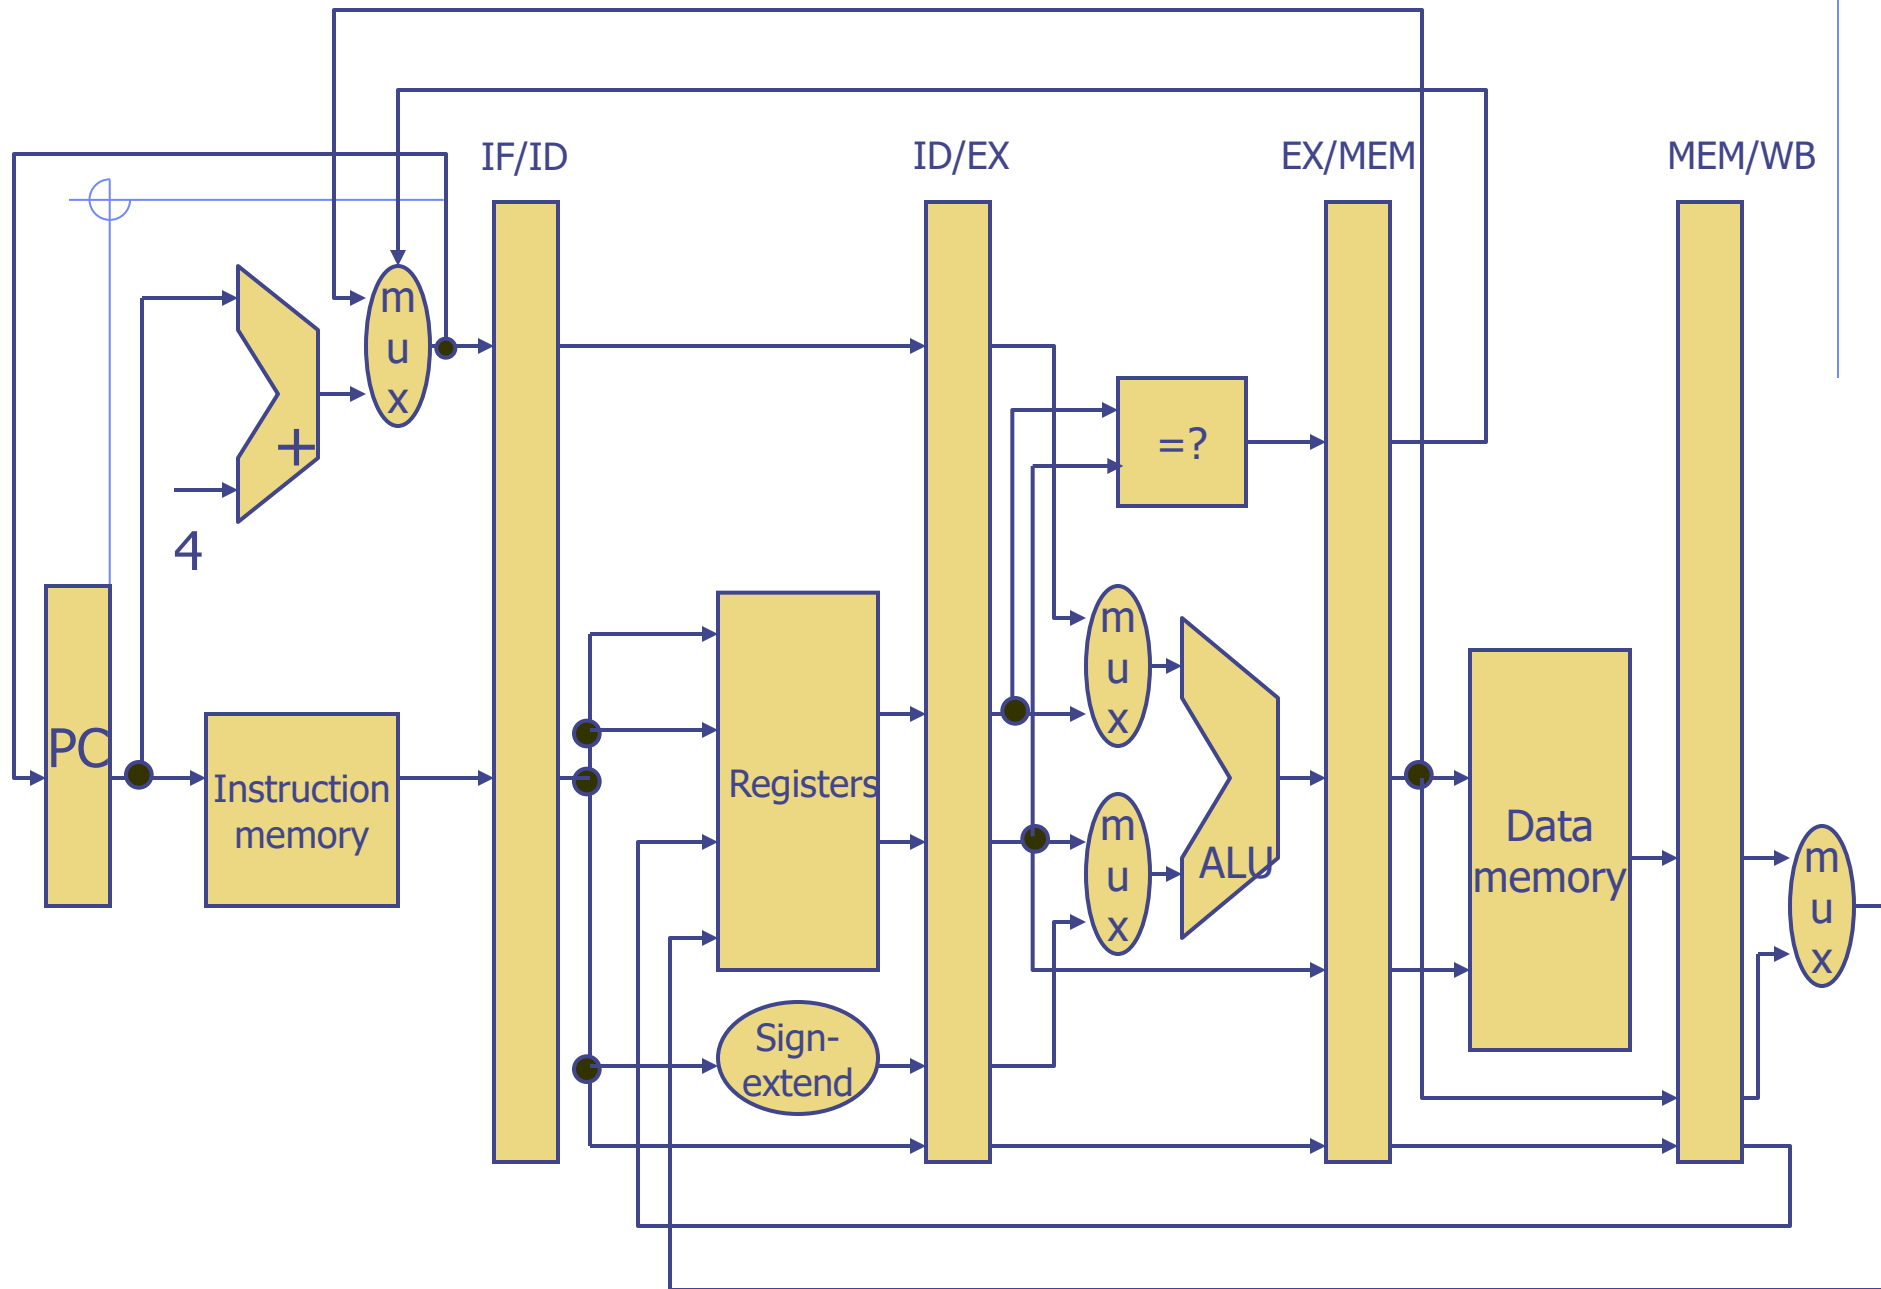 IF/ID
ID/EX
EX/MEM
MEM/WB
m
u
x
+
4
=?
PC
Instruction
memory
Registers
Sign-
extend
m
u
x
m
u
x
ALU
Data
memory
m
u
x